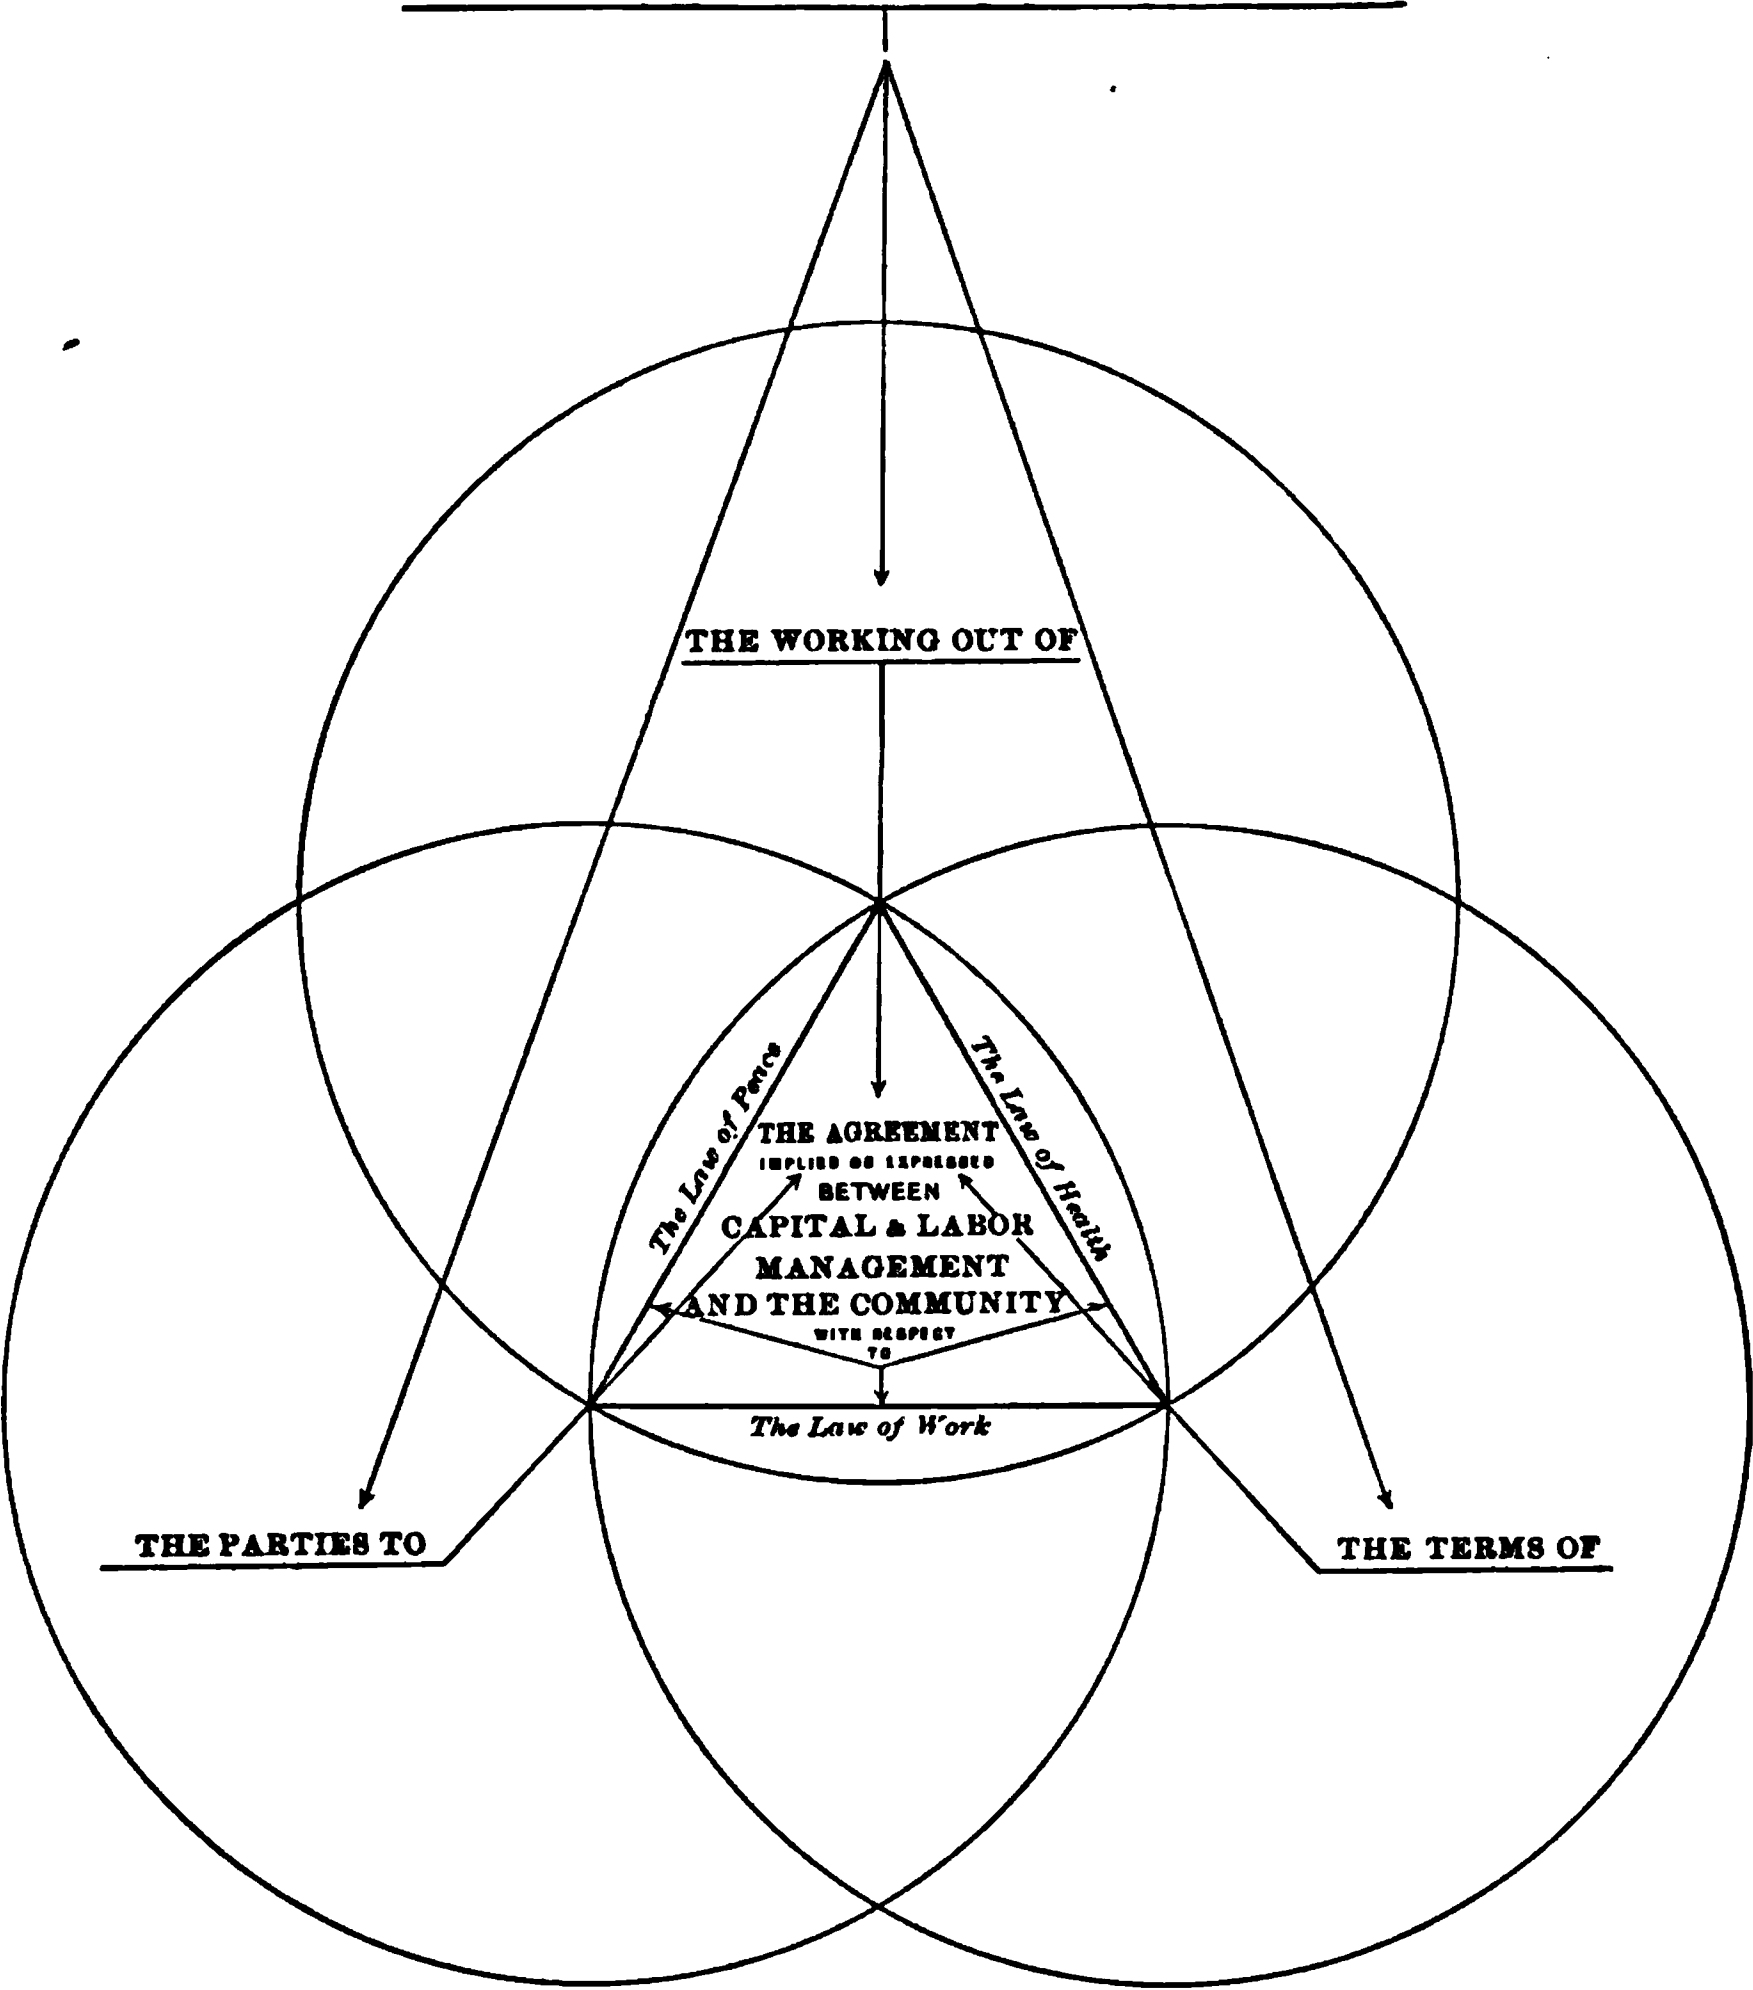 THE WORKING OUT OF
The Law of Peace
The Law of Health
THE AGREEMENT
IMPLIED OR EXPRESSED
BETWEEN
CAPITAL & LABOR
MANAGEMENT
AND THE COMMUNITY
WITH RESPECT
TO
The Law of Work
THE PARTIES TO
THE TERMS OF